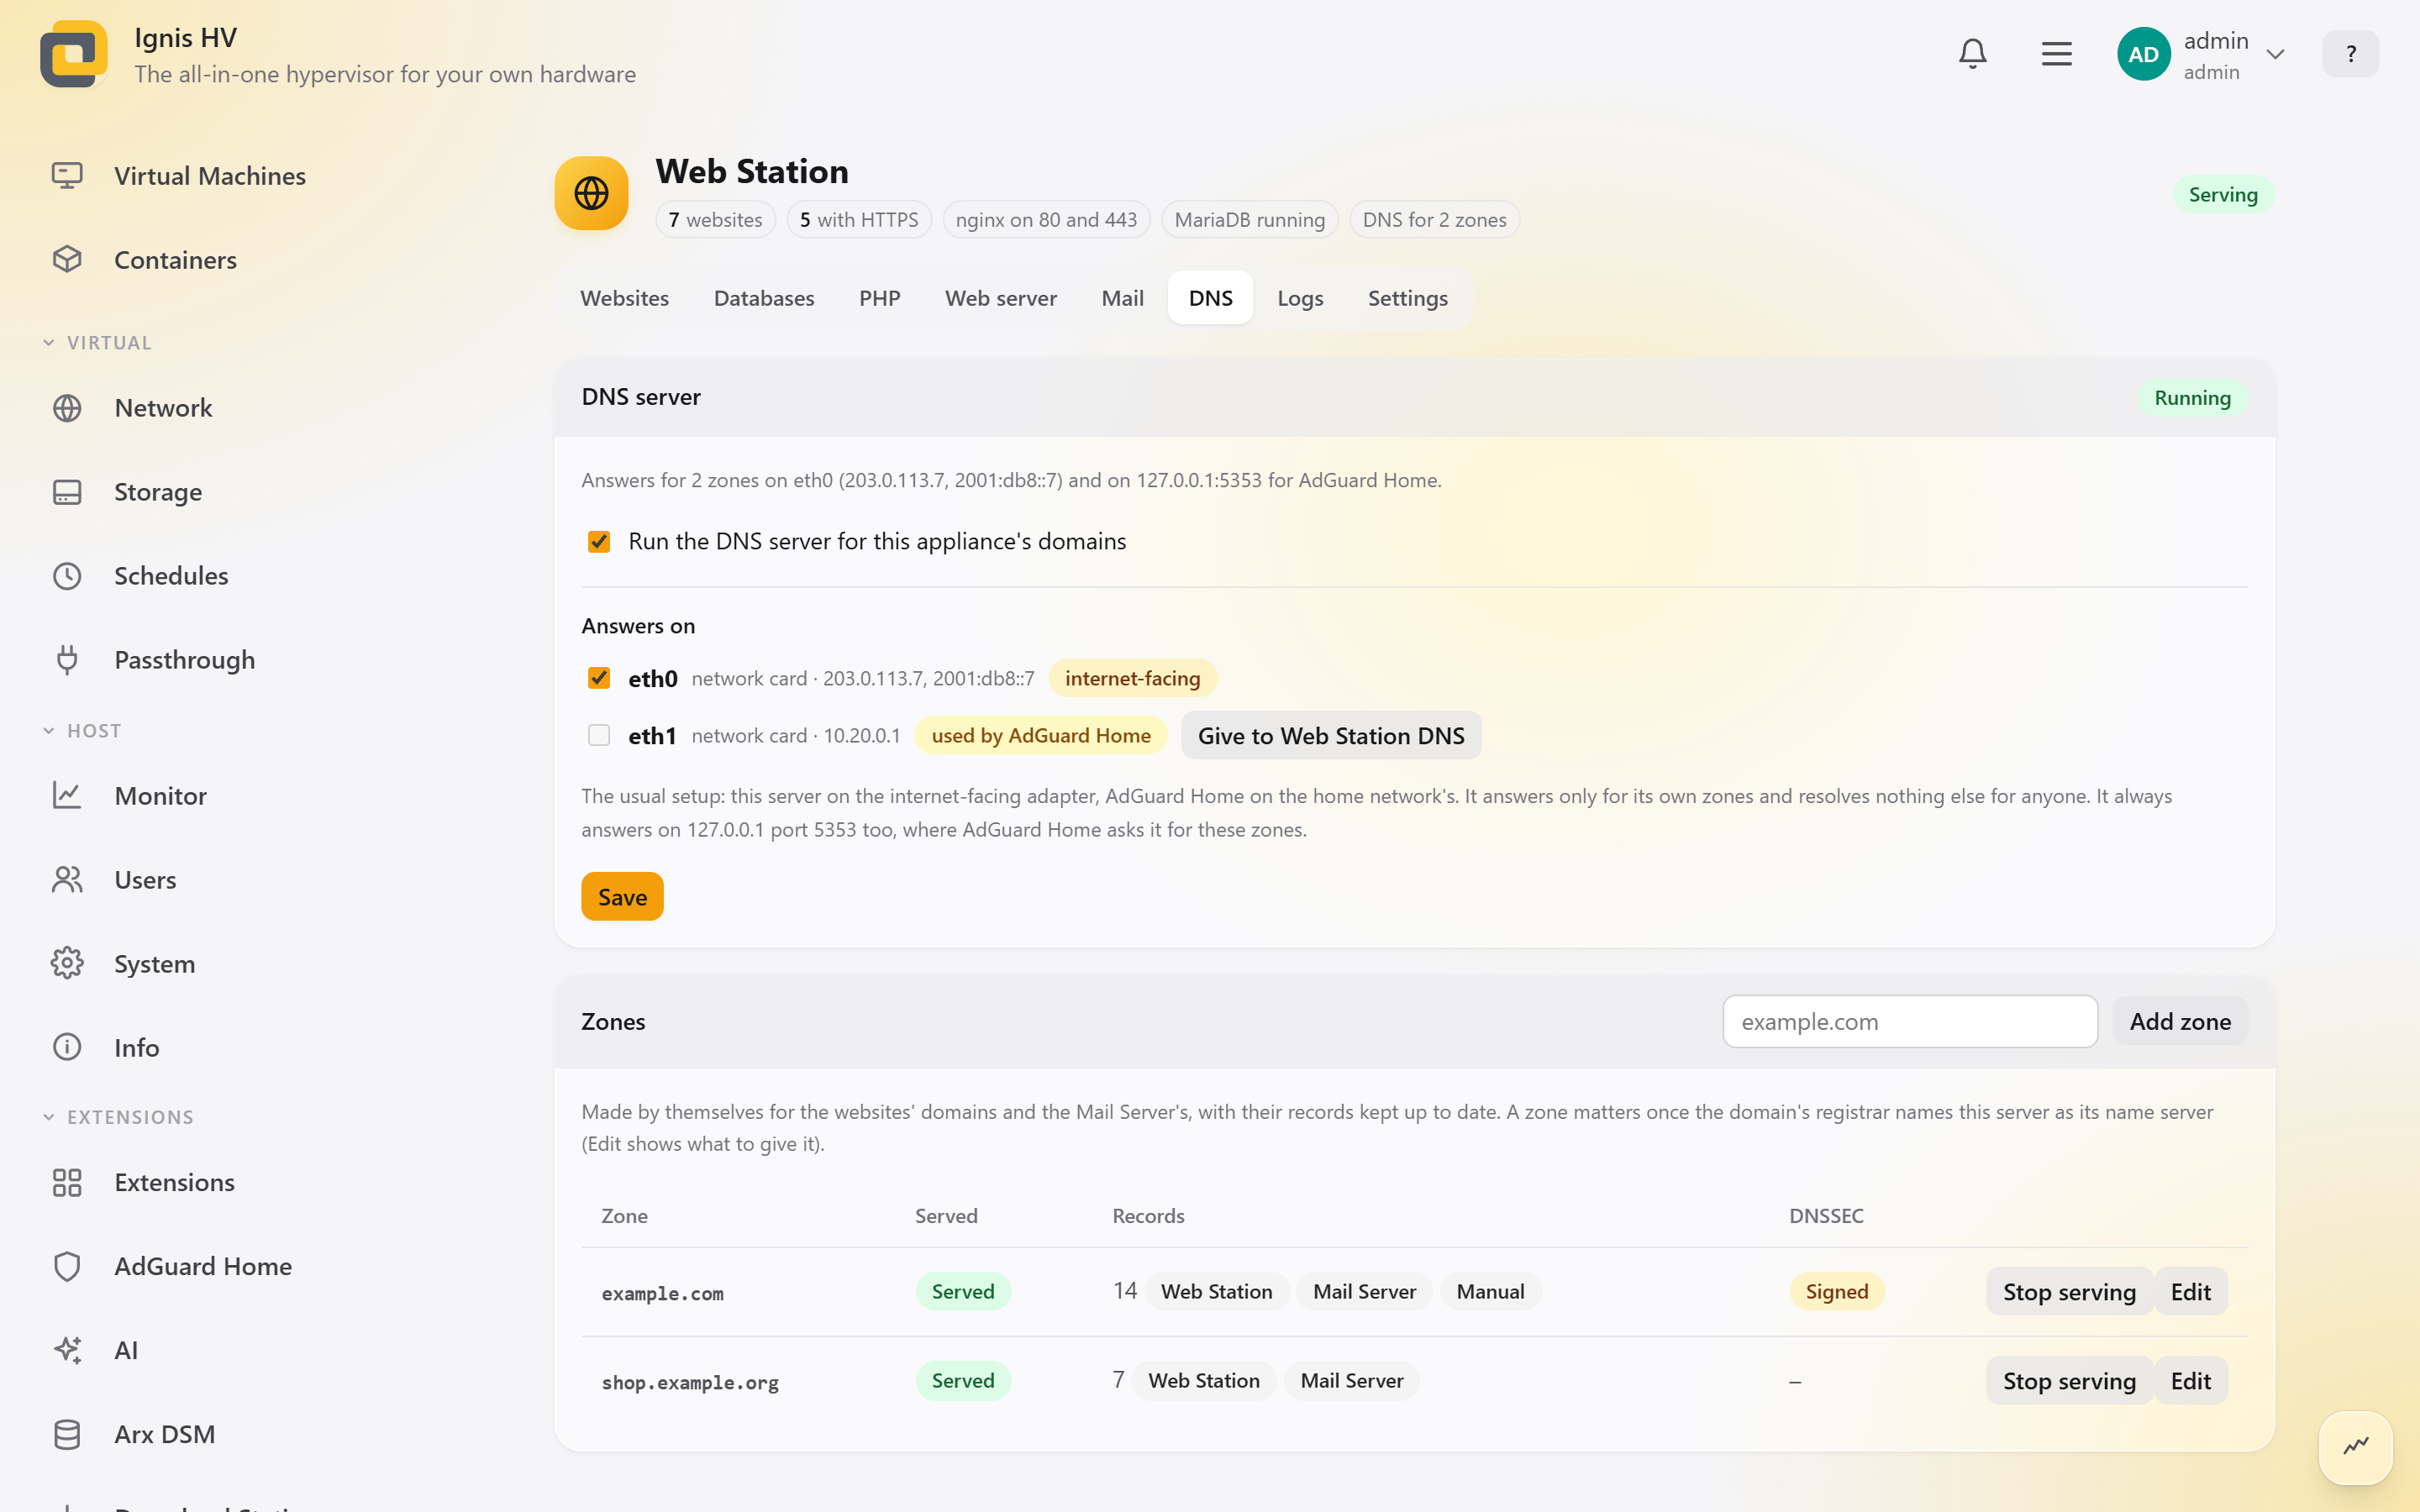 Ignis HV
The all-in-one hypervisor for your own hardware
AD
admin
admin
?
Virtual Machines
Containers
VIRTUAL
Network
Storage
Schedules
Passthrough
HOST
Monitor
Users
System
Info
EXTENSIONS
Extensions
AdGuard Home
AI
Arx DSM
Web Station
7 websites
5 with HTTPS
nginx on 80 and 443
MariaDB running
DNS for 2 zones
Serving
Websites
Databases
PHP
Web server
Mail
DNS
Logs
Settings
DNS server
Running
Answers for 2 zones on eth0 (203.0.113.7, 2001:db8::7) and on 127.0.0.1:5353 for AdGuard Home.
Run the DNS server for this appliance's domains
Answers on
eth0 network card · 203.0.113.7, 2001:db8::7 internet-facing
eth1 network card · 10.20.0.1 used by AdGuard Home Give to Web Station DNS
The usual setup: this server on the internet-facing adapter, AdGuard Home on the home network's. It answers only for its own zones and resolves nothing else for anyone. It always
answers on 127.0.0.1 port 5353 too, where AdGuard Home asks it for these zones.
Save
Zones
example.com
Add zone
Made by themselves for the websites' domains and the Mail Server's, with their records kept up to date. A zone matters once the domain's registrar names this server as its name server
(Edit shows what to give it).
Zone Served Records DNSSEC
example.com Served 14 Web Station Mail Server Manual Signed Stop serving Edit
shop.example.org Served 7 Web Station Mail Server – Stop serving Edit